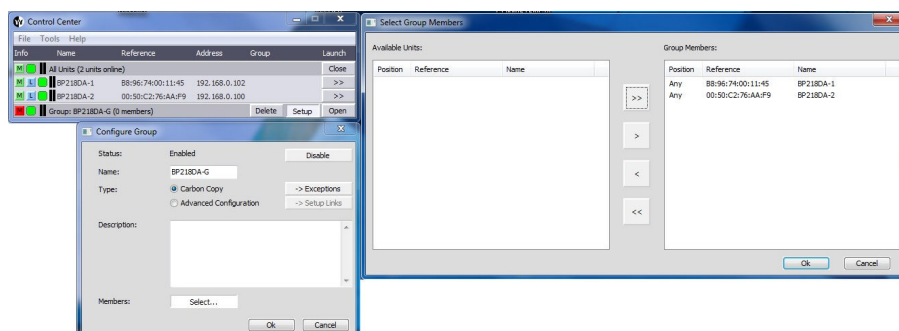 Control Center
File Tools Help
Info Name Reference Address Group Launch
M All Units (2 units online) Close
M L BP218DA-1 B8:96:74:00:11:45 192.168.0.102 >>
M L BP218DA-2 00:50:C2:76:AA:F9 192.168.0.100 >>
Group: BP218DA-G (0 members) Delete Setup Open
Configure Group X
Status: Enabled Disable
Name: BP218DA-G
Type: Carbon Copy -> Exceptions
Advanced Configuration -> Setup Links
Description:
Members: Select...
Ok Cancel
Select Group Members
Available Units:
Position Reference Name
>>
>
<
<<
Group Members:
Position Reference Name
Any B8:96:74:00:11:45 BP218DA-1
Any 00:50:C2:76:AA:F9 BP218DA-2
Ok Cancel